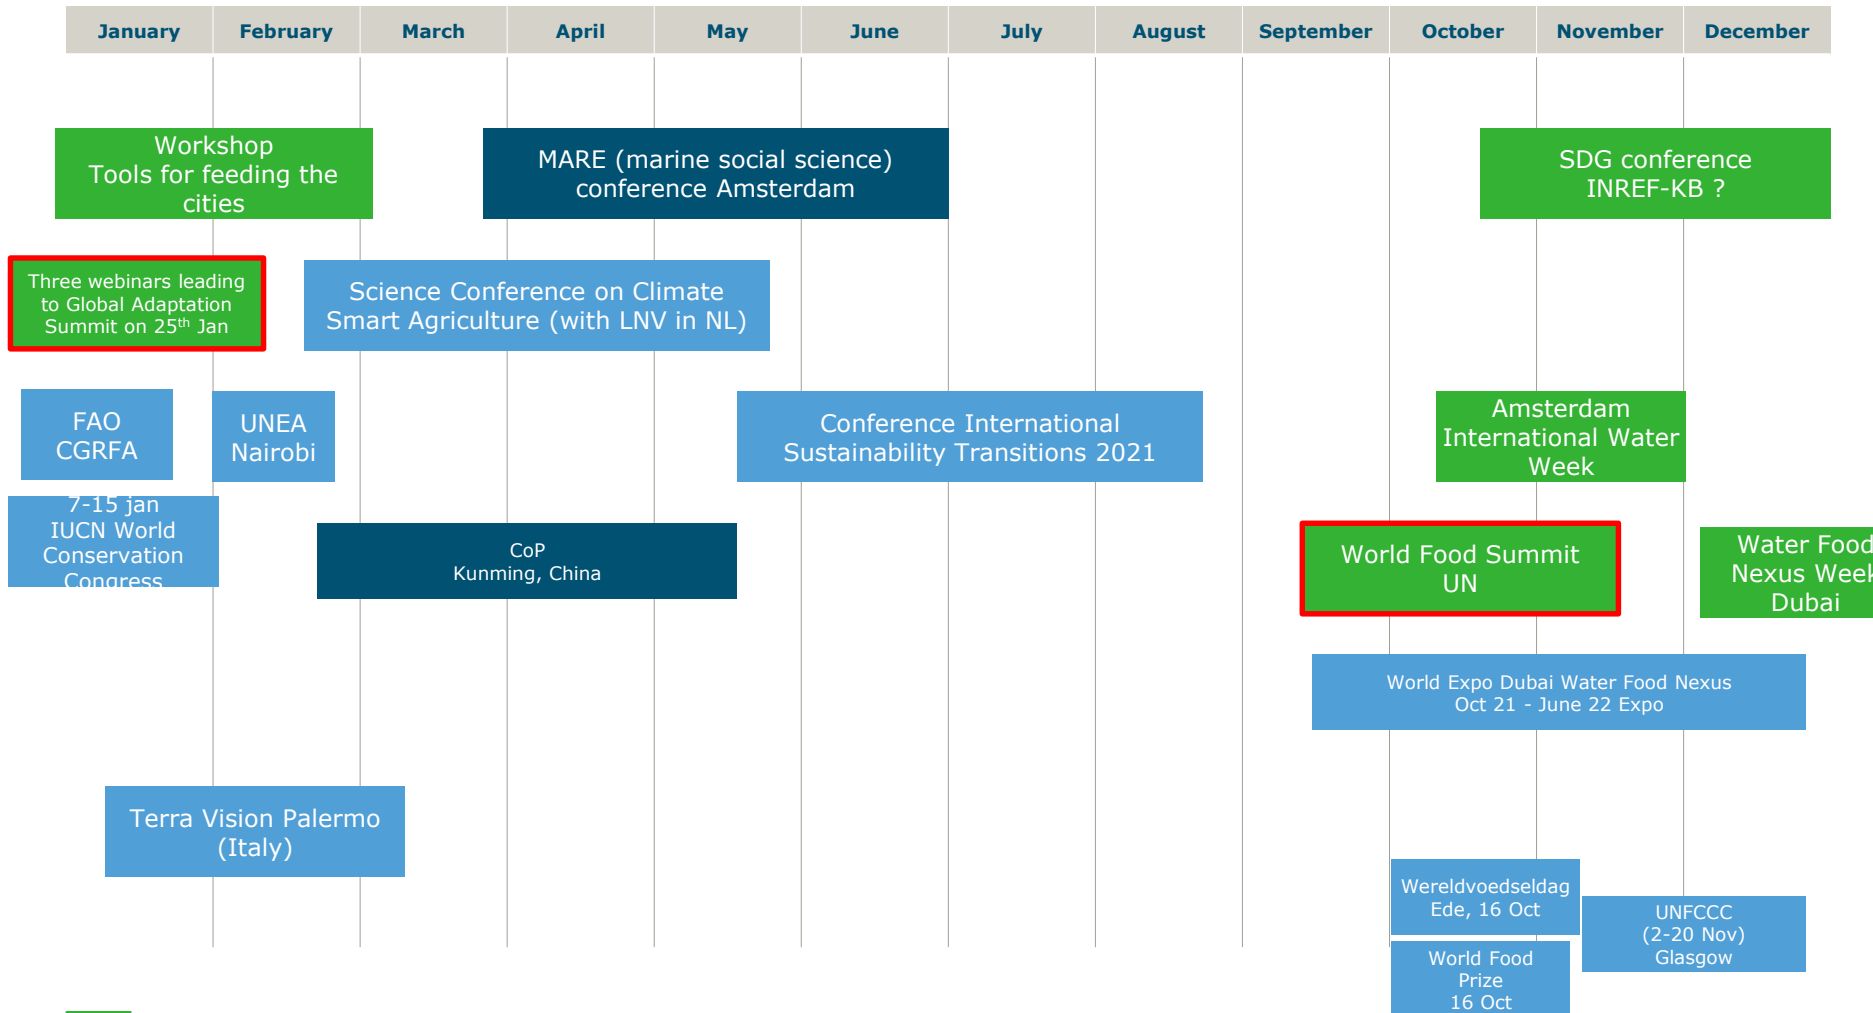 January
February
March
April
May
June
July
August
September
October
November
December
Workshop
Tools for feeding the
cities
MARE (marine social science)
conference Amsterdam
SDG conference
INREF-KB ?
Three webinars leading
to Global Adaptation
Summit on 25th Jan
Science Conference on Climate
Smart Agriculture (with LNV in NL)
FAO
CGRFA
UNEA
Nairobi
Conference International
Sustainability Transitions 2021
Amsterdam
International Water
Week
7-15 jan
IUCN World
Conservation
Congress
CoP
Kunming, China
World Food Summit
UN
Water Food
Nexus Week
Dubai
World Expo Dubai Water Food Nexus
Oct 21 - June 22 Expo
Terra Vision Palermo
(Italy)
Wereldvoedseldag
Ede, 16 Oct
UNFCCC
(2-20 Nov)
Glasgow
World Food
Prize
16 Oct